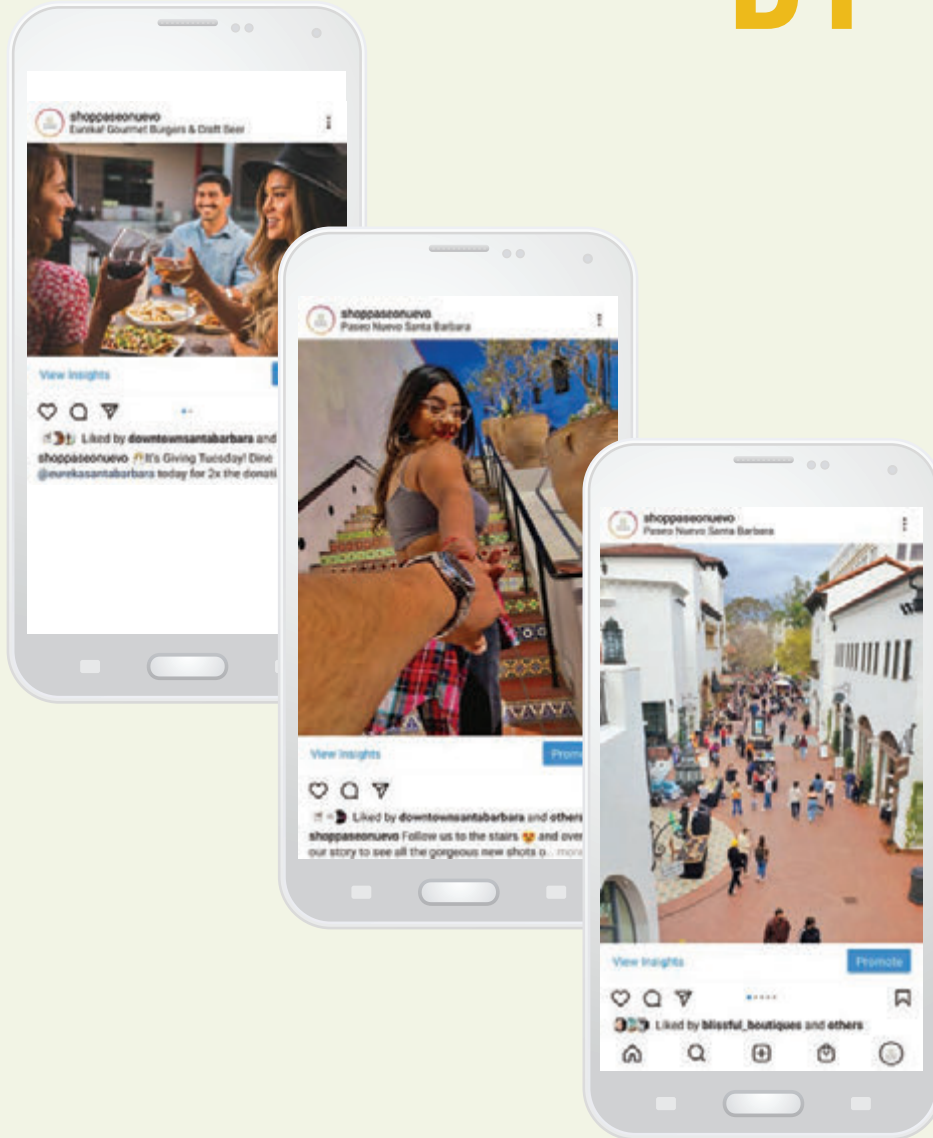 BY
shoppaseonuevo
Eureka! Gourmet Burgers & Craft Beer
View Insights
Liked by downtownsantabarbara and
shoppaseonuevo It's Giving Tuesday! Dine
@eurekasantabarbara today for 2x the donati
shoppaseonuevo
Paseo Nuevo Santa Barbara
View Insights
Prom
Liked by downtownsantabarbara and others
shoppaseonuevo Follow us to the stairs 😍 and over
our story to see all the gorgeous new shots o... more
shoppaseonuevo
Paseo Nuevo Santa Barbara
View Insights
Promote
Liked by blissful_boutiques and others